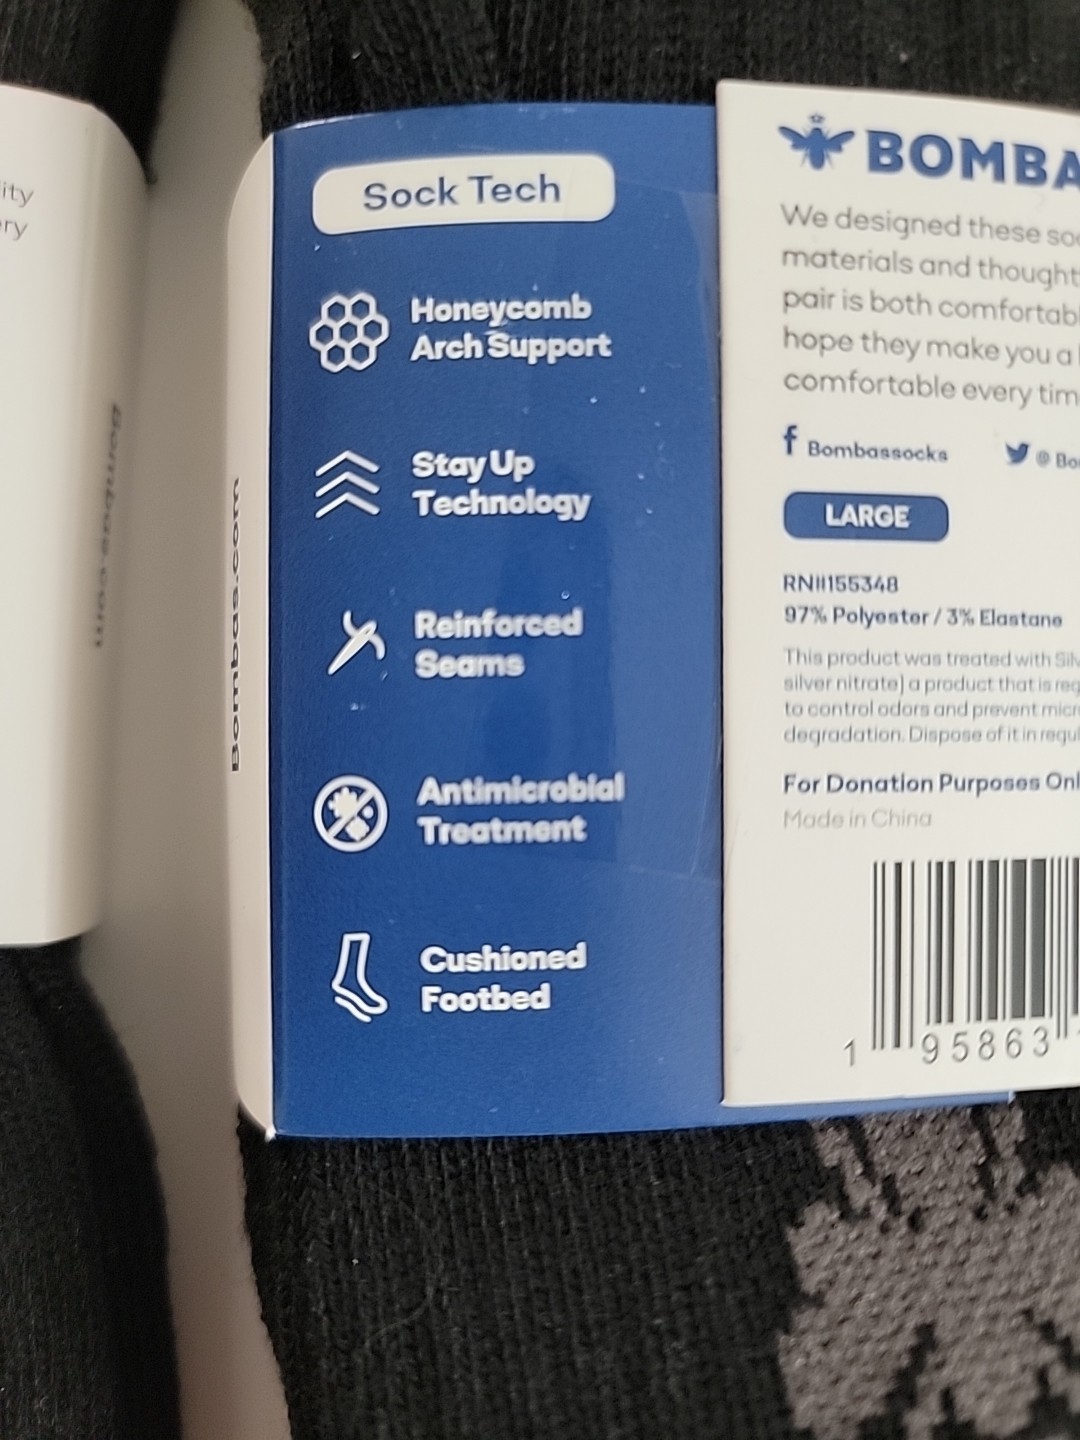 ity
ry
Bombas.com
Bombas.com
Sock Tech
Honeycomb
Arch Support
Stay Up
Technology
Reinforced
Seams
Antimicrobial
Treatment
Cushioned
Footbed
BOMBA
We designed these so
materials and thought
pair is both comfortabl
hope they make you a
comfortable every tim
Bombassocks
@ Bo
LARGE
RN#155348
97% Polyester / 3% Elastane
This product was treated with Silv
silver nitrate) a product that is reg
to control odors and prevent micr
degradation. Dispose of it in regul
For Donation Purposes Onl
Made in China
1 95863